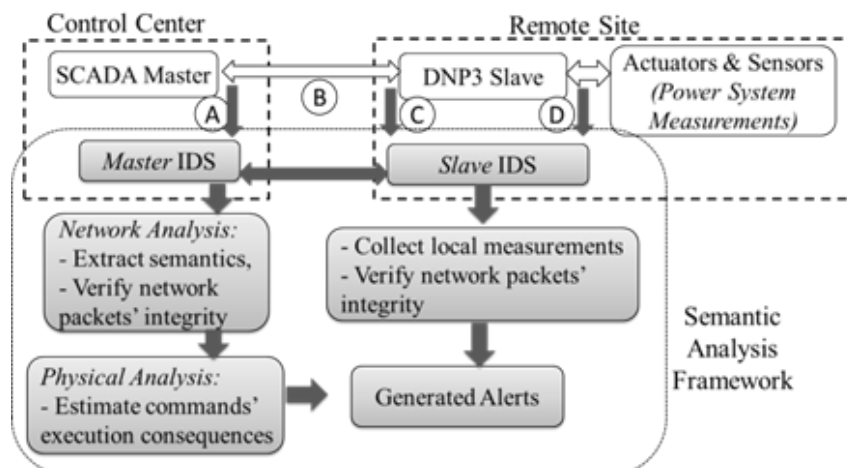 Control Center
Remote Site
SCADA Master
DNP3 Slave
Actuators & Sensors
(Power System
Measurements)
A
B
C
D
Master IDS
Slave IDS
Network Analysis:
- Extract semantics,
- Verify network
packets' integrity
- Collect local measurements
- Verify network packets'
integrity
Physical Analysis:
- Estimate commands'
execution consequences
Generated Alerts
Semantic
Analysis
Framework